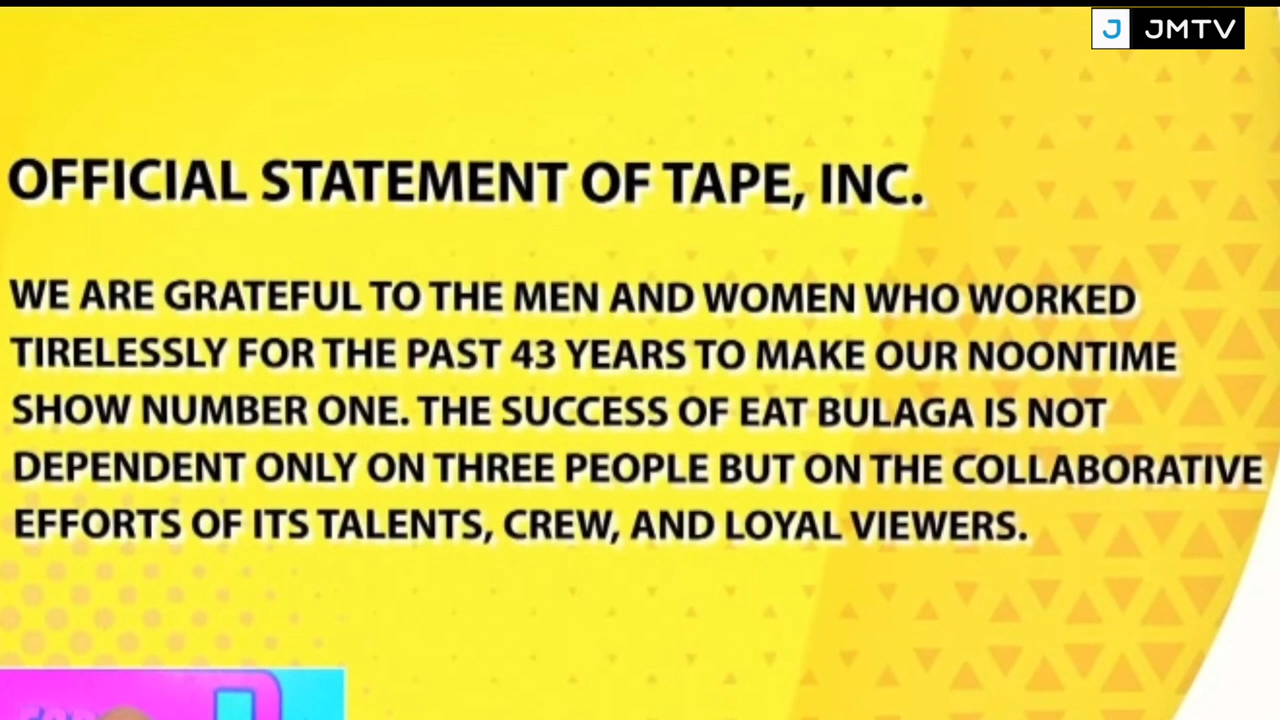 J JMTV
OFFICIAL STATEMENT OF TAPE, INC.
WE ARE GRATEFUL TO THE MEN AND WOMEN WHO WORKED
TIRELESSLY FOR THE PAST 43 YEARS TO MAKE OUR NOONTIME
SHOW NUMBER ONE. THE SUCCESS OF EAT BULAGA IS NOT
DEPENDENT ONLY ON THREE PEOPLE BUT ON THE COLLABORATIVE
EFFORTS OF ITS TALENTS, CREW, AND LOYAL VIEWERS.